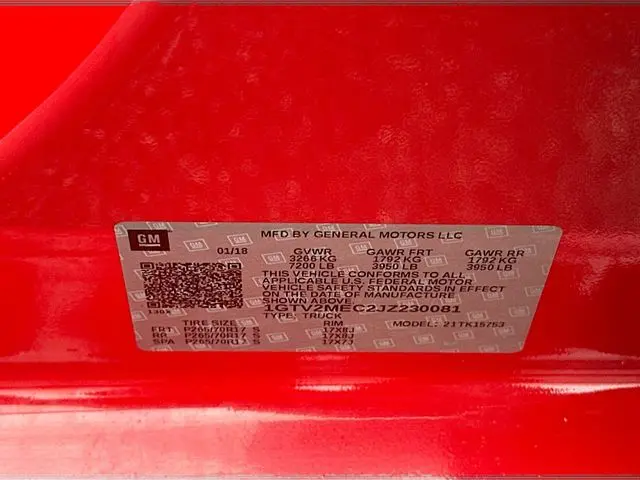 GM
MFD BY GENERAL MOTORS LLC
01/18 GVWR GAWR FRT GAWR RR
3266 KG 1792 KG 1792 KG
7200 LB 3950 LB 3950 LB
THIS VEHICLE CONFORMS TO ALL
APPLICABLE U.S. FEDERAL MOTOR
VEHICLE SAFETY STANDARDS IN EFFECT
ON THE DATE OF MANUFACTURE
SHOWN ABOVE.
1GTV2MEC2JZ230081
TYPE: TRUCK
TIRE SIZE RIM MODEL: 21TK15753
FRT P265/70R17 S 17X8J
RR P265/70R17 S 17X8J
SPA P265/70R17 S 17X7J